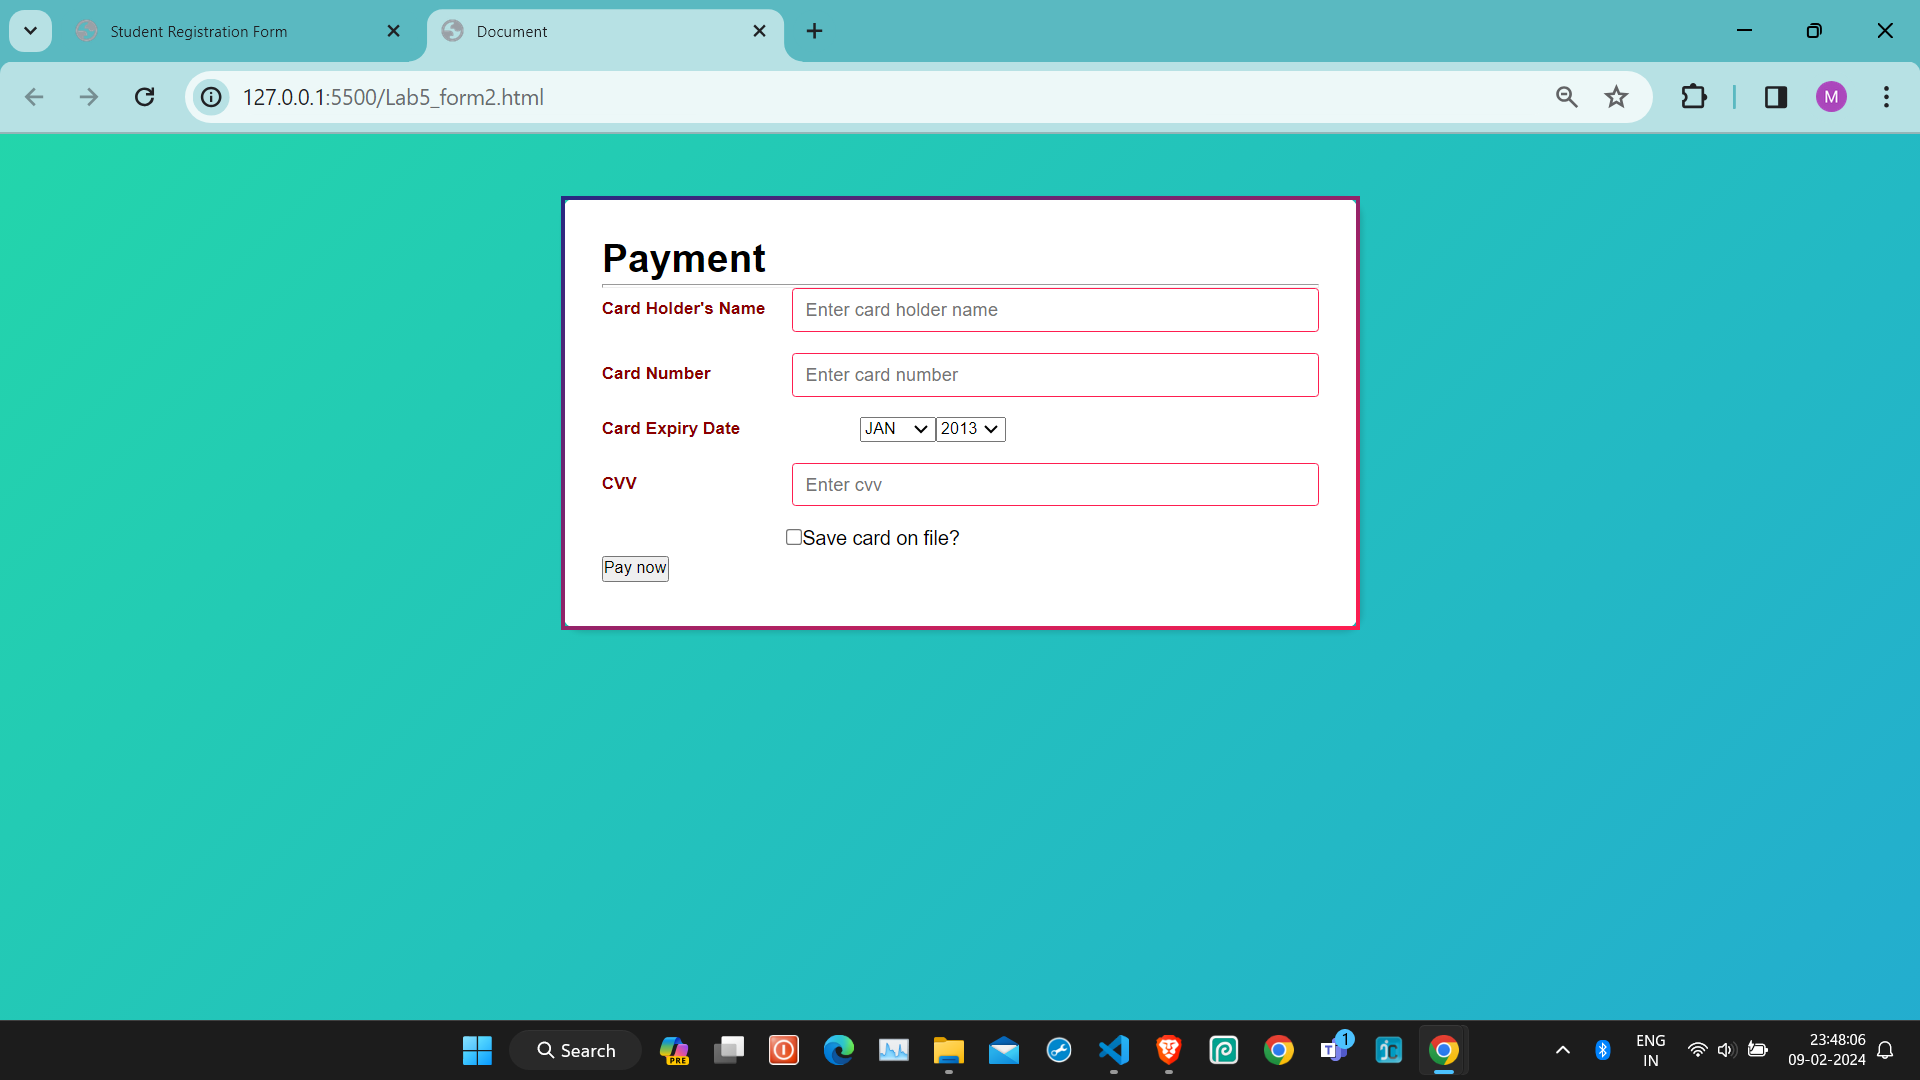 Student Registration Form
Document
127.0.0.1:5500/Lab5_form2.html
M
Payment
Card Holder's Name
Enter card holder name
Card Number
Enter card number
Card Expiry Date
JAN
2013
CVV
Enter cvv
Save card on file?
Pay now
Search
PRE
T
1
ENG
IN
23:48:06
09-02-2024